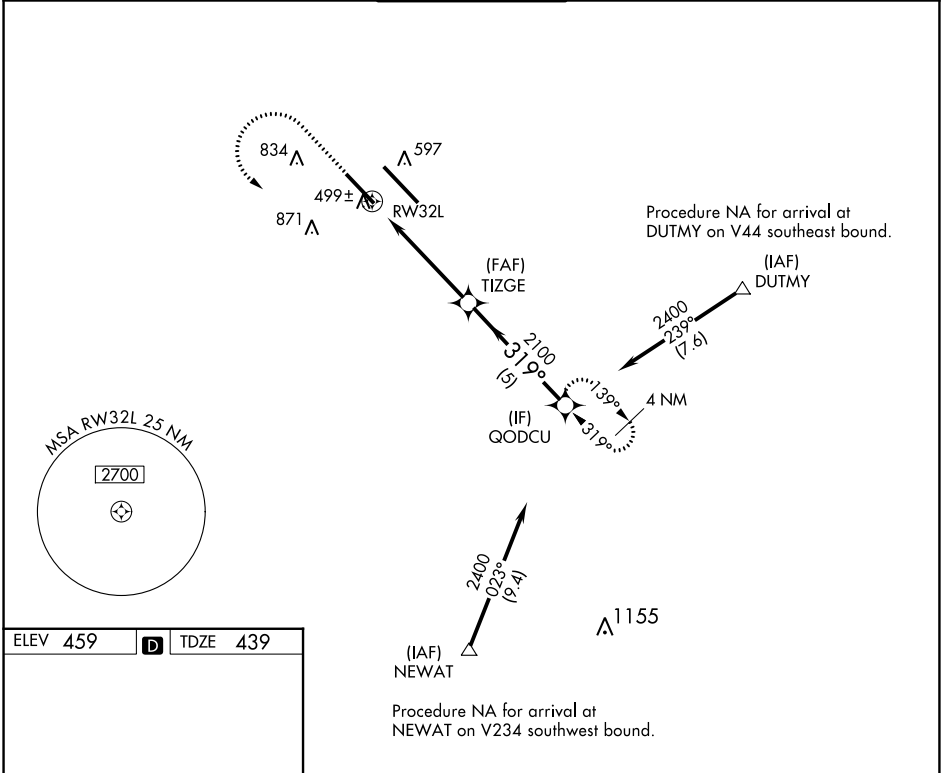 834
597
499±
RW32L
871
Procedure NA for arrival at
DUTMY on V44 southeast bound.
(FAF)
TIZGE
(IAF)
DUTMY
2400
239°
(7.6)
2100
319°
(5)
139°
4 NM
319°
(IF)
QODCU
MSA RW32L 25 NM
2700
2400
023°
(9.4)
1155
ELEV 459 D TDZE 439
(IAF)
NEWAT
Procedure NA for arrival at
NEWAT on V234 southwest bound.